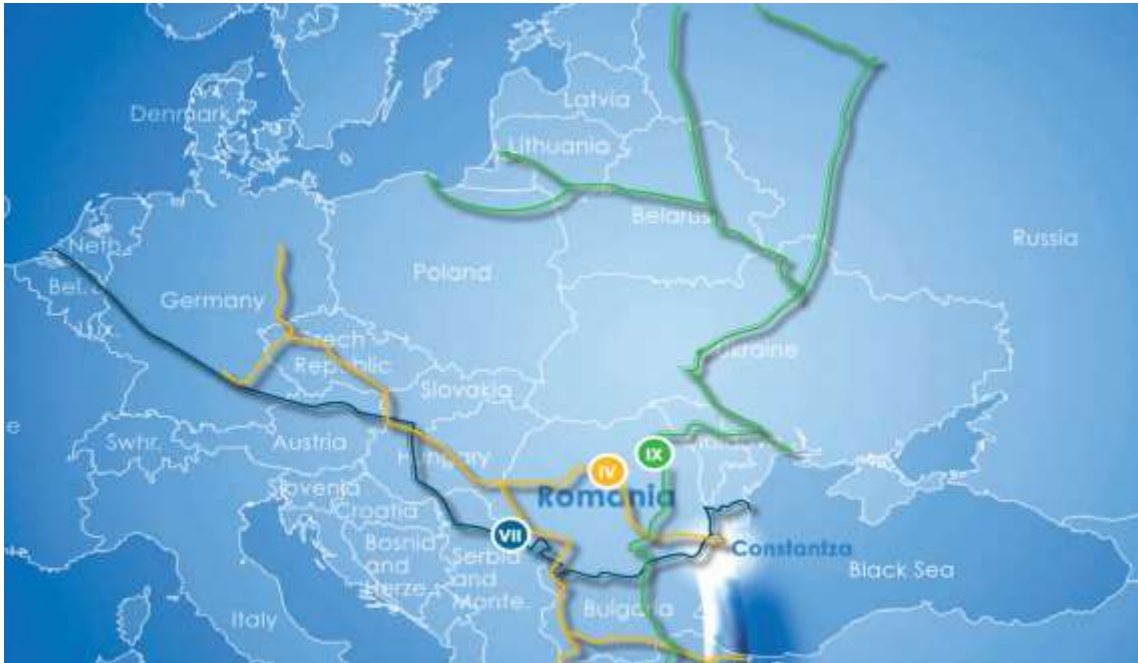 Latvia
Denmark
Lithuania
Belarus
Russia
Neth.
Poland
Bel.
Germany
Ukraine
Czech
Republic
Slovakia
Swhr.
Austria
Hungary
IX
IV
Romania
Slovenia
Croatia
VII
Bosnia
and
Herze.
Serbia
and
Monte.
Constantza
Black Sea
Bulgaria
Italy